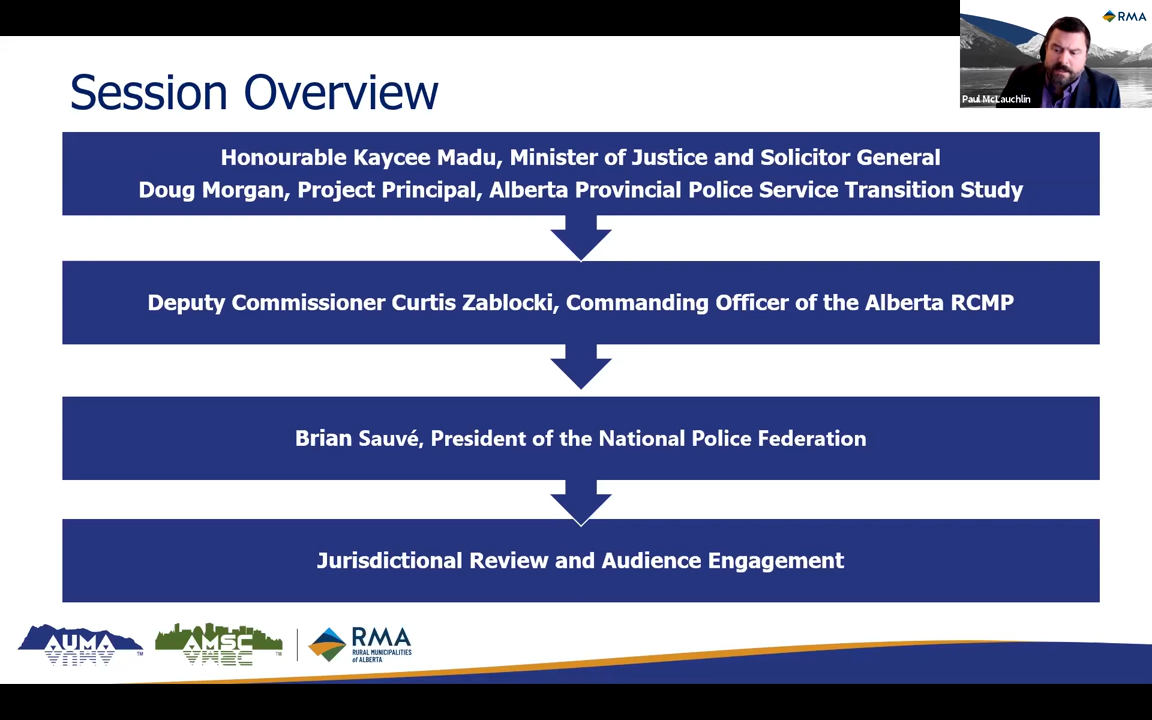 RMA
Paul McLauchlin
Session Overview
Honourable Kaycee Madu, Minister of Justice and Solicitor General
Doug Morgan, Project Principal, Alberta Provincial Police Service Transition Study
Deputy Commissioner Curtis Zablocki, Commanding Officer of the Alberta RCMP
Brian Sauvé, President of the National Police Federation
Jurisdictional Review and Audience Engagement
AUMA TM
AMSC TM
RMA
RURAL MUNICIPALITIES
of ALBERTA